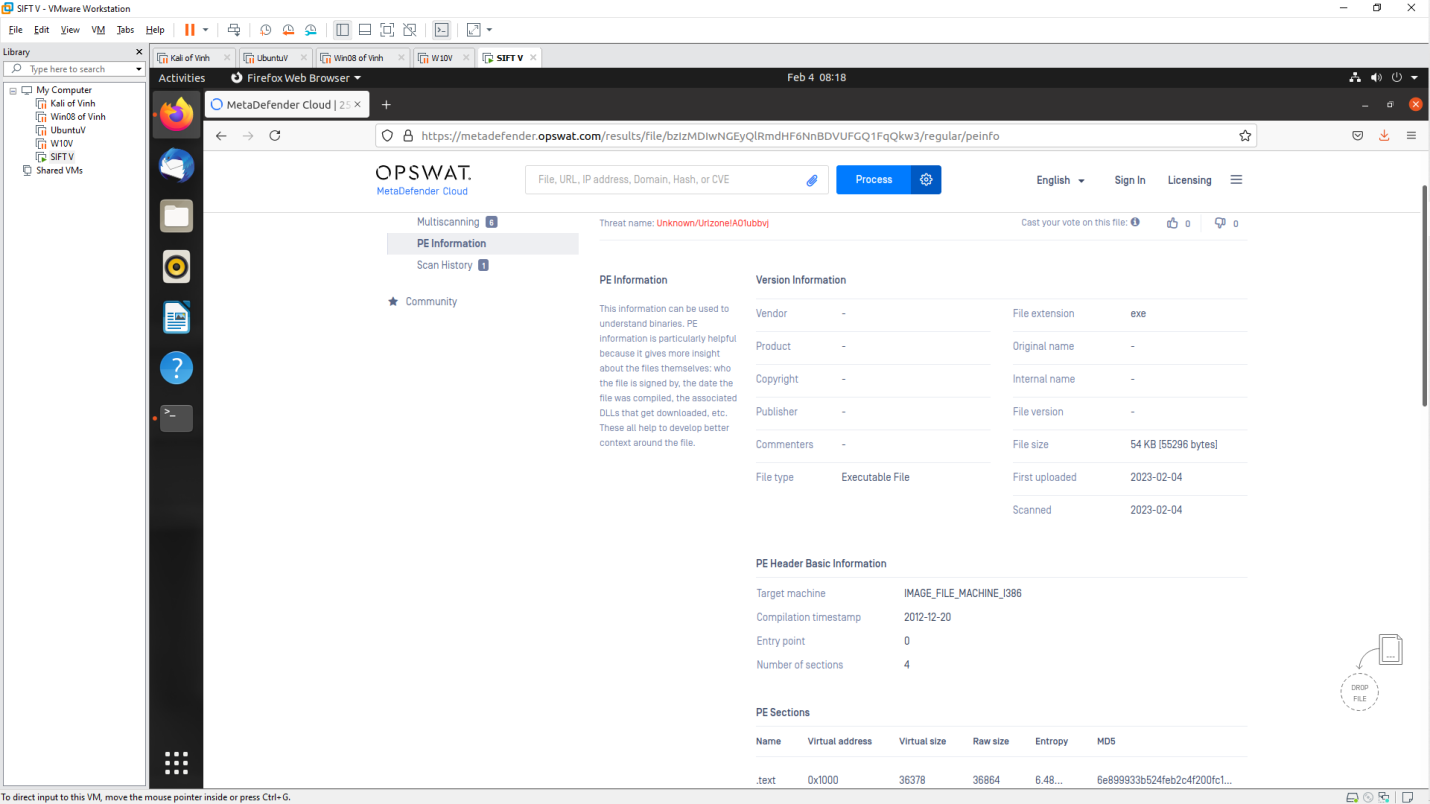 SIFT V - VMware Workstation
File Edit View VM Tabs Help
Library
Type here to search
My Computer
Kali of Vinh
Win08 of Vinh
UbuntuV
W10V
SIFT V
Shared VMs
Kali of Vinh UbuntuV Win08 of Vinh W10V SIFT V
Activities Firefox Web Browser Feb 4 08:18
MetaDefender Cloud | 25
https://metadefender.opswat.com/results/file/bzIzMDIwNGEyQlRmdHF6NnBDVUFGQ1FqQkw3/regular/peinfo
OPSWAT.
MetaDefender Cloud
File, URL, IP address, Domain, Hash, or CVE
Process
English Sign In Licensing
Multiscanning 6
PE Information
Scan History 1
Community
Threat name: Unknown/Urlzone!A01ubbvj
Cast your vote on this file: 0 0
PE Information
This information can be used to
understand binaries. PE
information is particularly helpful
because it gives more insight
about the files themselves: who
the file is signed by, the date the
file was compiled, the associated
DLLs that get downloaded, etc.
These all help to develop better
context around the file.
Version Information
Vendor -
Product -
Copyright -
Publisher -
Commenters -
File type Executable File
File extension exe
Original name -
Internal name -
File version -
File size 54 KB [55296 bytes]
First uploaded 2023-02-04
Scanned 2023-02-04
PE Header Basic Information
Target machine IMAGE_FILE_MACHINE_I386
Compilation timestamp 2012-12-20
Entry point 0
Number of sections 4
PE Sections
Name Virtual address Virtual size Raw size Entropy MD5
.text 0x1000 36378 36864 6.48... 6e899933b524feb2c4f200fc1...
DROP
FILE
To direct input to this VM, move the mouse pointer inside or press Ctrl+G.